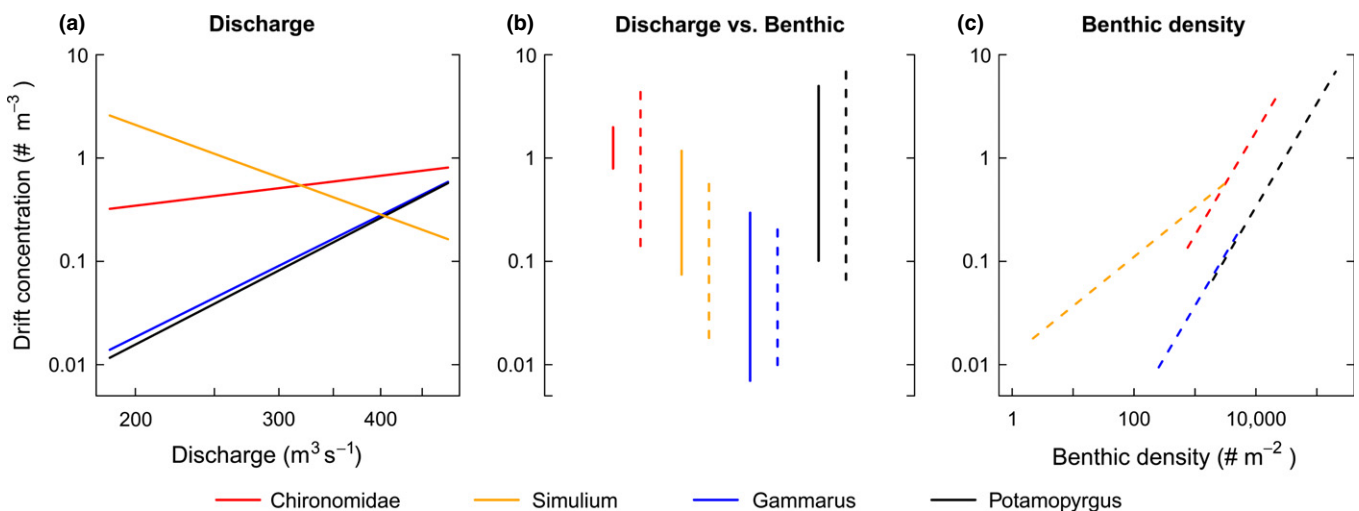 (a) Discharge
(b) Discharge vs. Benthic
(c) Benthic density
Drift concentration (# m⁻³)
10
1
0.1
0.01
200 300 400
Discharge (m³ s⁻¹)
10
1
0.1
0.01
10
1
0.1
0.01
1 100 10,000
Benthic density (# m⁻²)
Chironomidae Simulium Gammarus Potamopyrgus